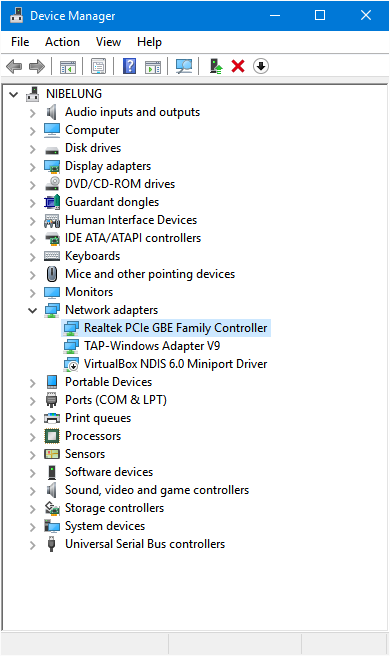 Device Manager
File Action View Help
NIBELUNG
Audio inputs and outputs
Computer
Disk drives
Display adapters
DVD/CD-ROM drives
Guardant dongles
Human Interface Devices
IDE ATA/ATAPI controllers
Keyboards
Mice and other pointing devices
Monitors
Network adapters
Realtek PCIe GBE Family Controller
TAP-Windows Adapter V9
VirtualBox NDIS 6.0 Miniport Driver
Portable Devices
Ports (COM & LPT)
Print queues
Processors
Sensors
Software devices
Sound, video and game controllers
Storage controllers
System devices
Universal Serial Bus controllers